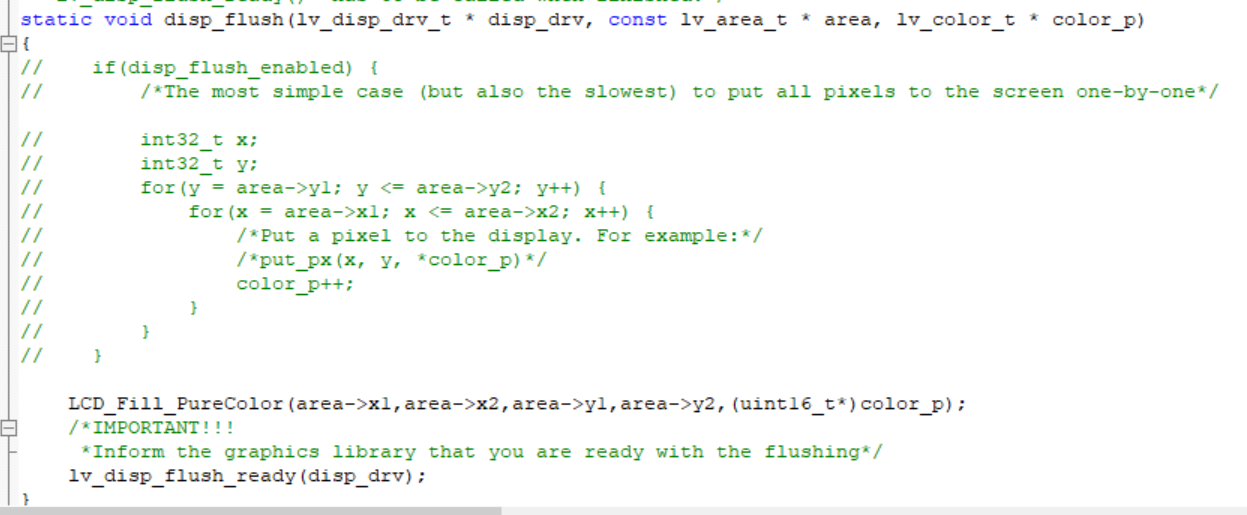 static void disp_flush(lv_disp_drv_t * disp_drv, const lv_area_t * area, lv_color_t * color_p)
{
//    if(disp_flush_enabled) {
//        /*The most simple case (but also the slowest) to put all pixels to the screen one-by-one*/
//        int32_t x;
//        int32_t y;
//        for(y = area->y1; y <= area->y2; y++) {
//            for(x = area->x1; x <= area->x2; x++) {
//                /*Put a pixel to the display. For example:*/
//                /*put_px(x, y, *color_p)*/
//                color_p++;
//            }
//        }
//    }
    LCD_Fill_PureColor(area->x1,area->x2,area->y1,area->y2,(uint16_t*)color_p);
    /*IMPORTANT!!!
     *Inform the graphics library that you are ready with the flushing*/
    lv_disp_flush_ready(disp_drv);
}